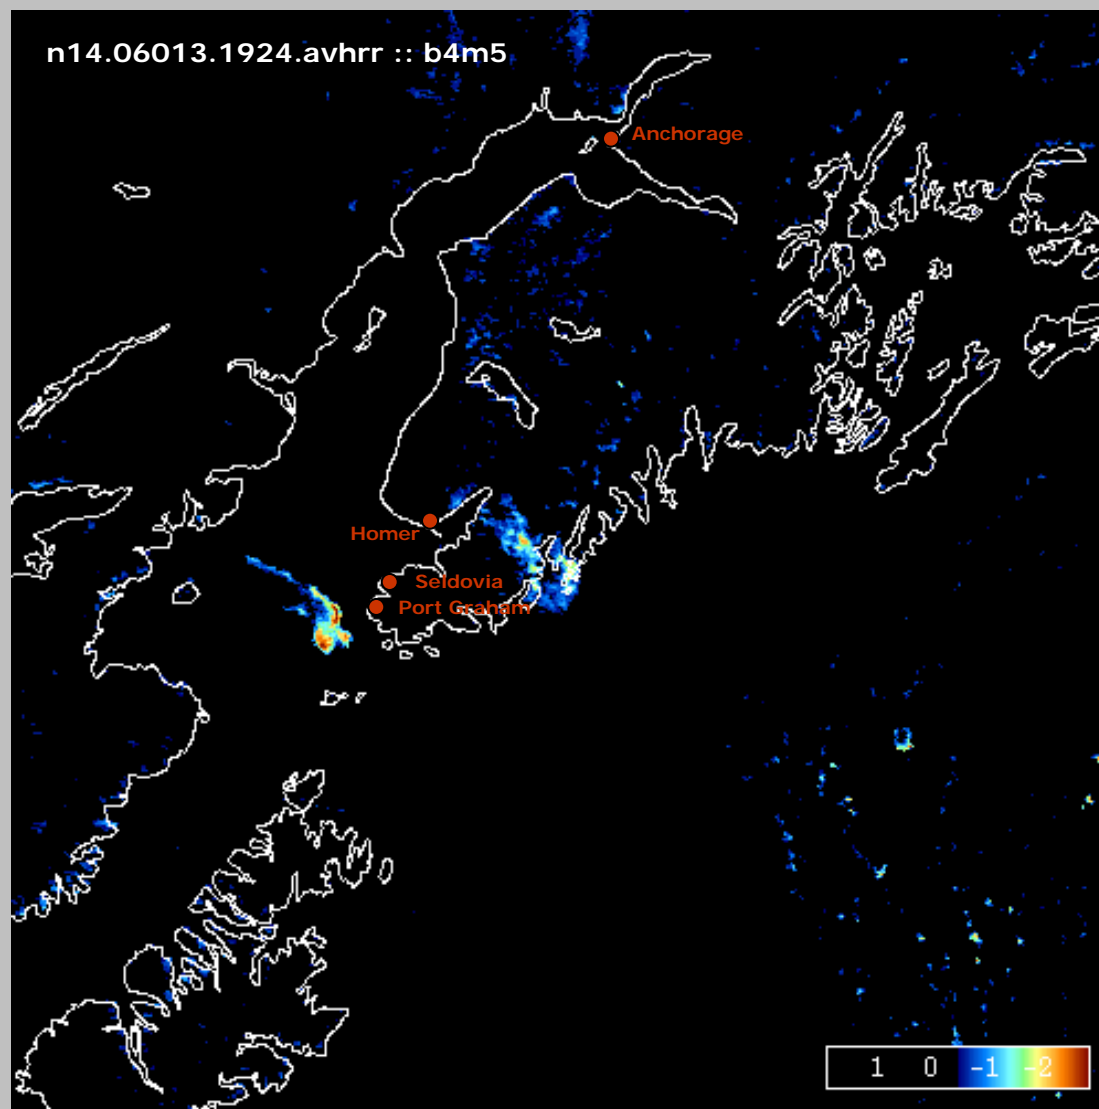 n14.06013.1924.avhrr :: b4m5
Anchorage
Homer
Seldovia
Port Graham
1 0 -1 -2